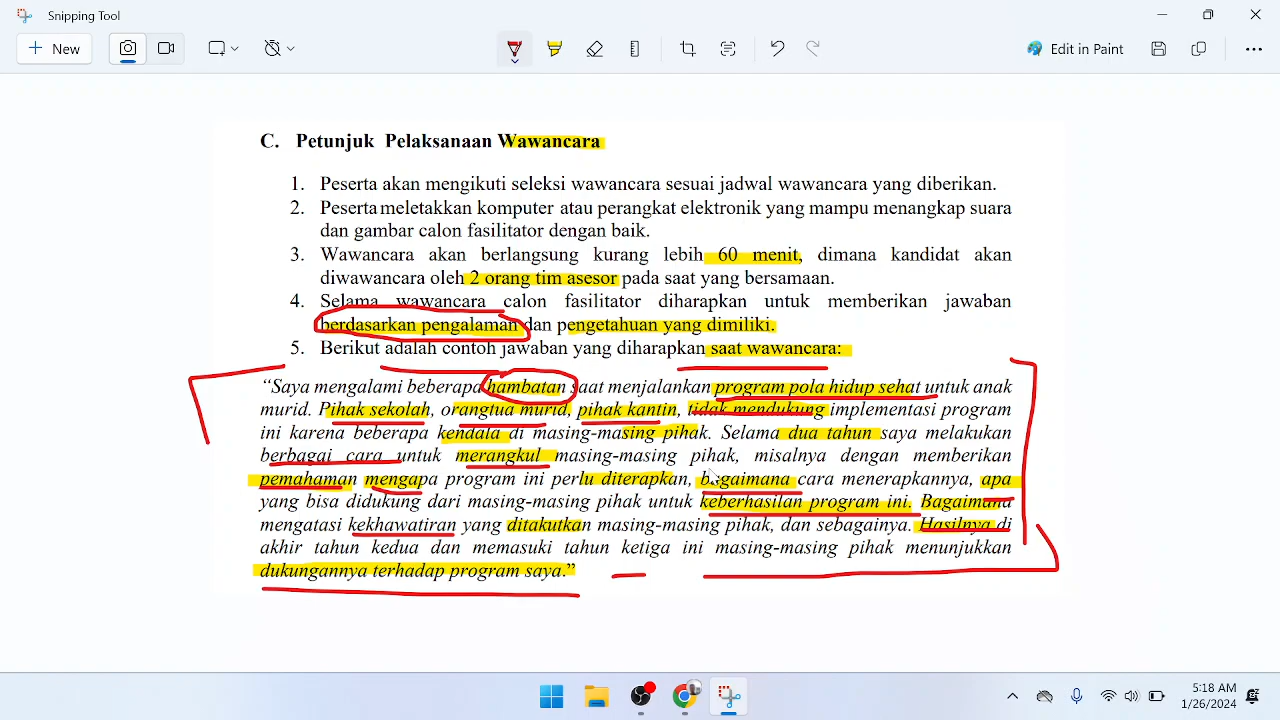 Snipping Tool
New
Edit in Paint
C. Petunjuk Pelaksanaan Wawancara
1. Peserta akan mengikuti seleksi wawancara sesuai jadwal wawancara yang diberikan.
2. Peserta meletakkan komputer atau perangkat elektronik yang mampu menangkap suara
dan gambar calon fasilitator dengan baik.
3. Wawancara akan berlangsung kurang lebih 60 menit, dimana kandidat akan
diwawancara oleh 2 orang tim asesor pada saat yang bersamaan.
4. Selama wawancara calon fasilitator diharapkan untuk memberikan jawaban
berdasarkan pengalaman dan pengetahuan yang dimiliki.
5. Berikut adalah contoh jawaban yang diharapkan saat wawancara:
“Saya mengalami beberapa hambatan saat menjalankan program pola hidup sehat untuk anak
murid. Pihak sekolah, orangtua murid, pihak kantin, tidak mendukung implementasi program
ini karena beberapa kendala di masing-masing pihak. Selama dua tahun saya melakukan
berbagai cara untuk merangkul masing-masing pihak, misalnya dengan memberikan
pemahaman mengapa program ini perlu diterapkan, bagaimana cara menerapkannya, apa
yang bisa didukung dari masing-masing pihak untuk keberhasilan program ini. Bagaimana
mengatasi kekhawatiran yang ditakutkan masing-masing pihak, dan sebagainya. Hasilnya di
akhir tahun kedua dan memasuki tahun ketiga ini masing-masing pihak menunjukkan
dukungannya terhadap program saya.”
5:18 AM
1/26/2024